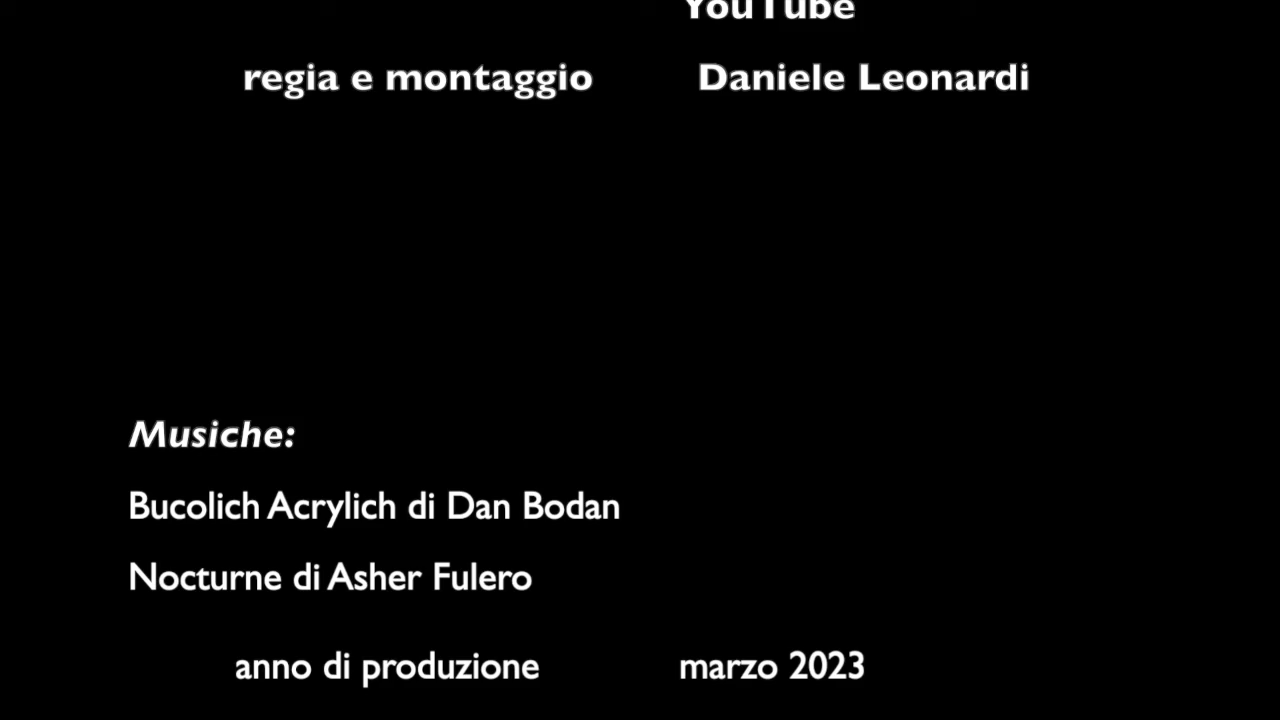 YouTube
regia e montaggio Daniele Leonardi
Musiche:
Bucolich Acrylich di Dan Bodan
Nocturne di Asher Fulero
anno di produzione marzo 2023